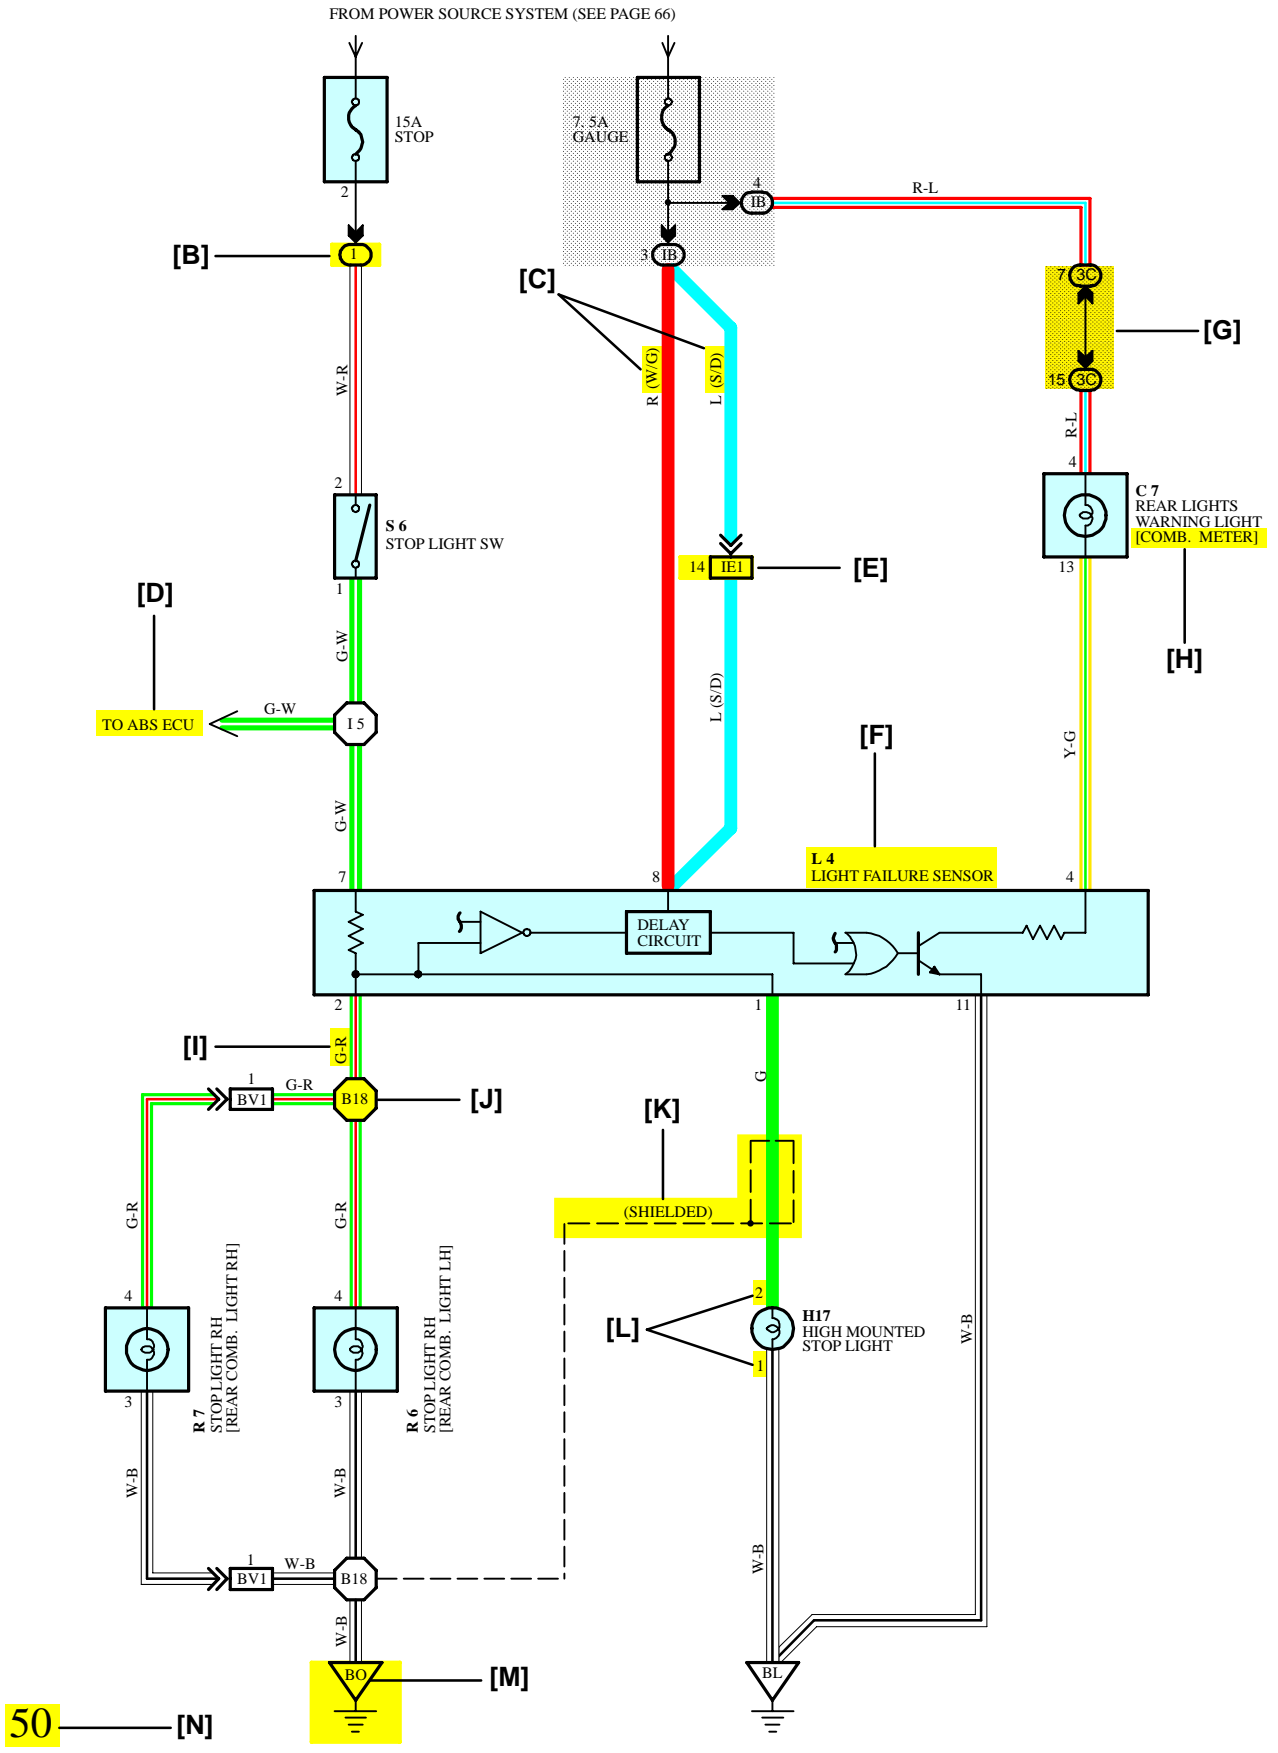 FROM POWER SOURCE SYSTEM (SEE PAGE 66)
15A
STOP
2
7. 5A
GAUGE
4
IB
R-L
[B]
1
3
IB
[C]
7
3C
[G]
15
3C
W-R
R (W/G)
L (S/D)
R-L
2
S 6
STOP LIGHT SW
1
4
C 7
REAR LIGHTS
WARNING LIGHT
[COMB. METER]
13
14
IE1
[E]
[D]
[H]
G-W
TO ABS ECU
G-W
I 5
L (S/D)
[F]
Y-G
G-W
7
8
L 4
LIGHT FAILURE SENSOR
4
DELAY
CIRCUIT
2
1
11
[I]
G-R
1
BV1
G-R
B18
[J]
G
[K]
(SHIELDED)
G-R
G-R
4
R 7
STOP LIGHT RH
[REAR COMB. LIGHT RH]
3
4
R 6
STOP LIGHT RH
[REAR COMB. LIGHT LH]
3
2
[L]
1
H17
HIGH MOUNTED
STOP LIGHT
W-B
W-B
W-B
W-B
1
BV1
W-B
B18
W-B
BO
[M]
BL
50
[N]